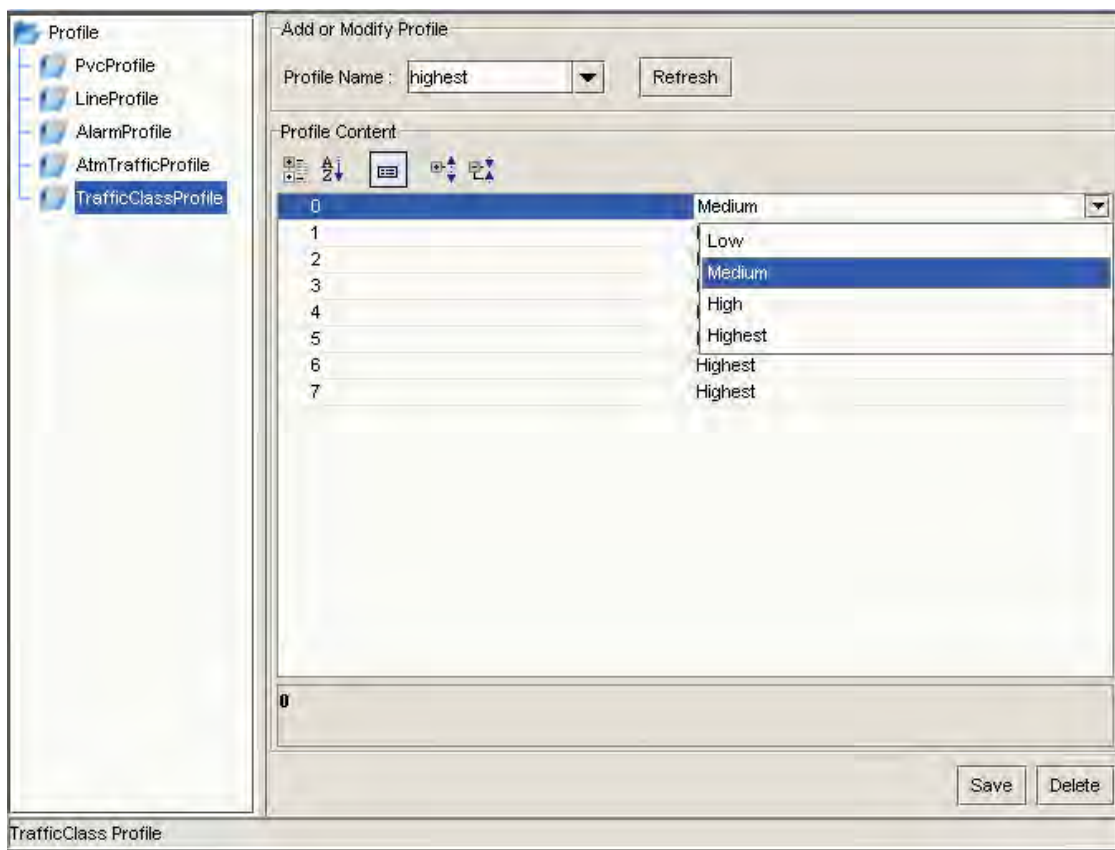 Profile
PvcProfile
LineProfile
AlarmProfile
AtmTrafficProfile
TrafficClassProfile
Add or Modify Profile
Profile Name : highest Refresh
Profile Content
0 Medium
1
2
3
4
5
Low
Medium
High
Highest
6 Highest
7 Highest
0
Save Delete
TrafficClass Profile